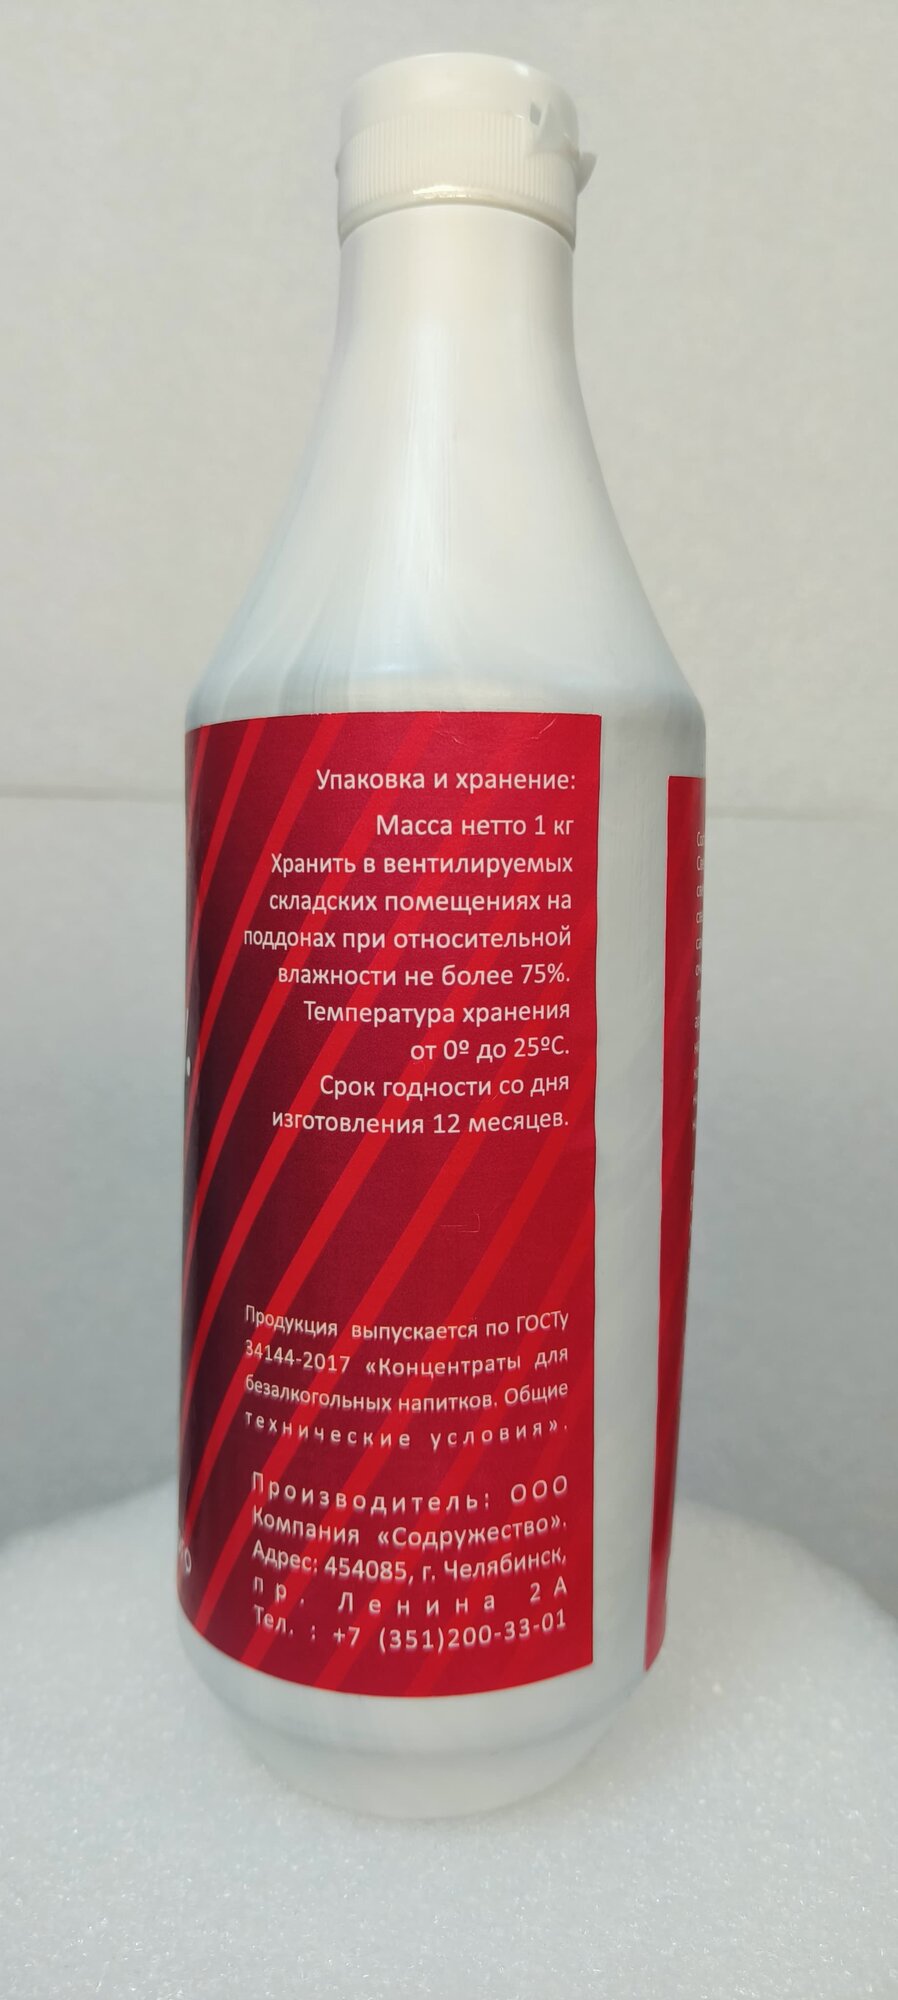 Упаковка и хранение:
Масса нетто 1 кг
Хранить в вентилируемых
складских помещениях на
поддонах при относительной
влажности не более 75%.
Температура хранения
от 0º до 25ºС.
Срок годности со дня
изготовления 12 месяцев.
Продукция выпускается по ГОСТу
34144-2017 «Концентраты для
безалкогольных напитков. Общие
технические условия».
Производитель: ООО
Компания «Содружество».
Адрес: 454085, г. Челябинск,
пр. Ленина 2 А
Тел. : +7 (351)200-33-01